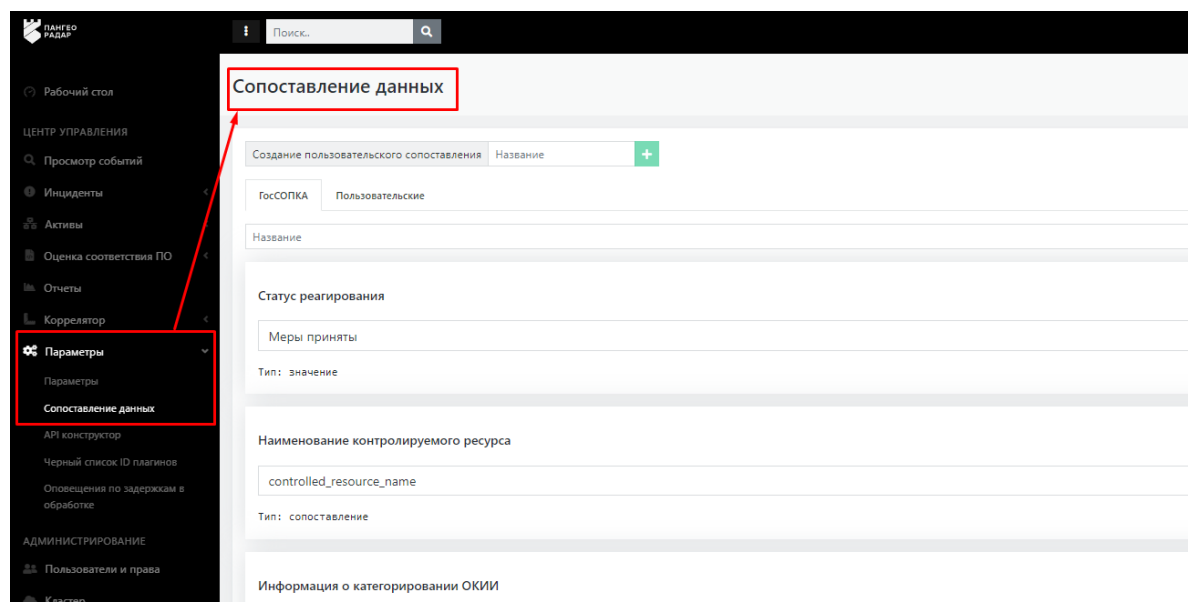 ПАНГЕО
РАДАР
Поиск..
Рабочий стол
ЦЕНТР УПРАВЛЕНИЯ
Просмотр событий
Инциденты
Активы
Оценка соответствия ПО
Отчеты
Коррелятор
Параметры
Параметры
Сопоставление данных
API конструктор
Черный список ID плагинов
Оповещения по задержкам в
обработке
АДМИНИСТРИРОВАНИЕ
Пользователи и права
Кластер
Сопоставление данных
Создание пользовательского сопоставления Название
ГосСОПКА Пользовательские
Название
Статус реагирования
Меры приняты
Тип: значение
Наименование контролируемого ресурса
controlled_resource_name
Тип: сопоставление
Информация о категорировании ОКИИ